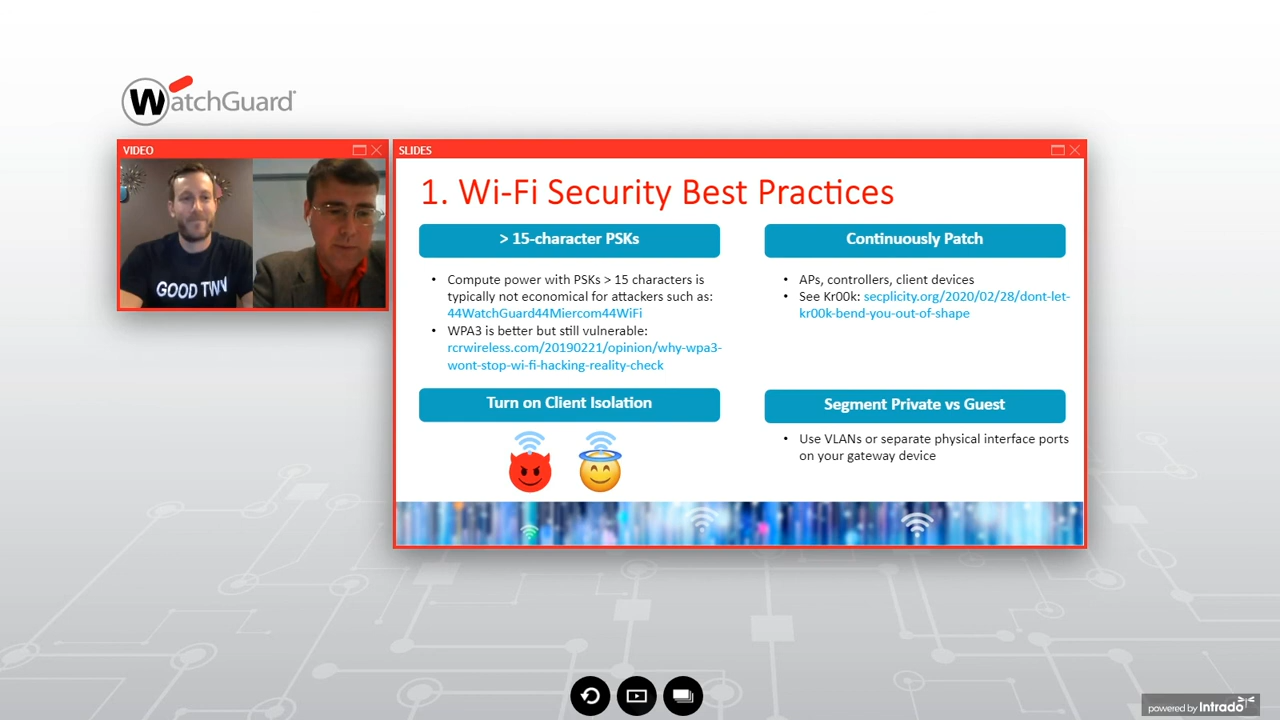 WatchGuard
VIDEO
GOOD
SLIDES
1. Wi-Fi Security Best Practices
> 15-character PSKs
• Compute power with PSKs > 15 characters is
typically not economical for attackers such as:
44WatchGuard44Miercom44WiFi
• WPA3 is better but still vulnerable:
rcrwireless.com/20190221/opinion/why-wpa3-
wont-stop-wi-fi-hacking-reality-check
Continuously Patch
• APs, controllers, client devices
• See Kr00k: secplicity.org/2020/02/28/dont-let-
kr00k-bend-you-out-of-shape
Turn on Client Isolation
Segment Private vs Guest
• Use VLANs or separate physical interface ports
on your gateway device
powered by Intrado